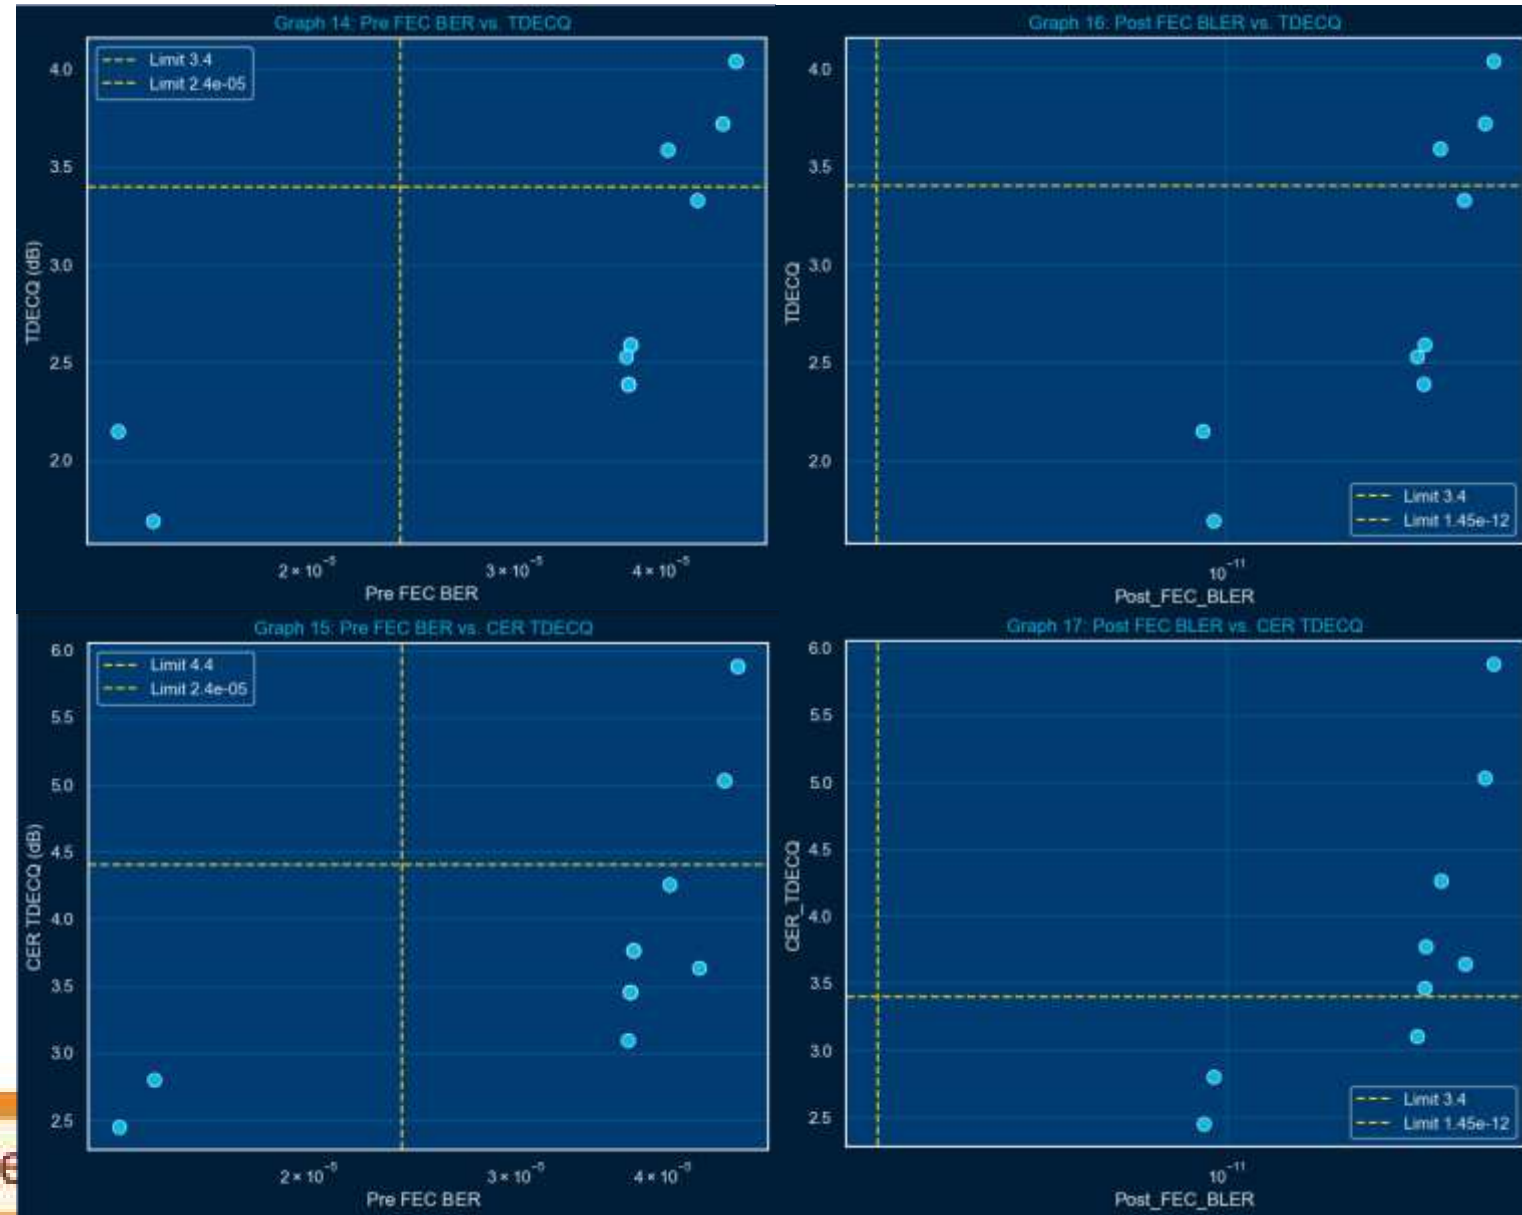 Graph 14: Pre FEC BER vs. TDECQ
Limit 3.4
Limit 2.4e-05
4.0
3.5
3.0
2.5
2.0
TDECQ (dB)
2 × 10⁻⁵
3 × 10⁻⁵
4 × 10⁻⁵
Pre FEC BER
Graph 16: Post FEC BLER vs. TDECQ
4.0
3.5
3.0
2.5
2.0
TDECQ
Limit 3.4
Limit 1.45e-12
10⁻¹¹
Post_FEC_BLER
Graph 15: Pre FEC BER vs. CER TDECQ
Limit 4.4
Limit 2.4e-05
6.0
5.5
5.0
4.5
4.0
3.5
3.0
2.5
CER TDECQ (dB)
2 × 10⁻⁵
3 × 10⁻⁵
4 × 10⁻⁵
Pre FEC BER
Graph 17: Post FEC BLER vs. CER TDECQ
6.0
5.5
5.0
4.5
4.0
3.5
3.0
2.5
CER_TDECQ
Limit 3.4
Limit 1.45e-12
10⁻¹¹
Post_FEC_BLER